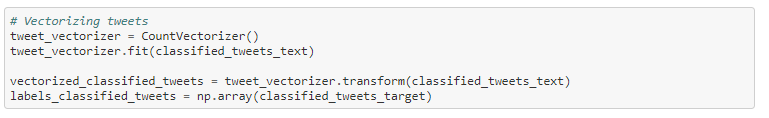 # Vectorizing tweets
tweet_vectorizer = CountVectorizer()
tweet_vectorizer.fit(classified_tweets_text)
vectorized_classified_tweets = tweet_vectorizer.transform(classified_tweets_text)
labels_classified_tweets = np.array(classified_tweets_target)